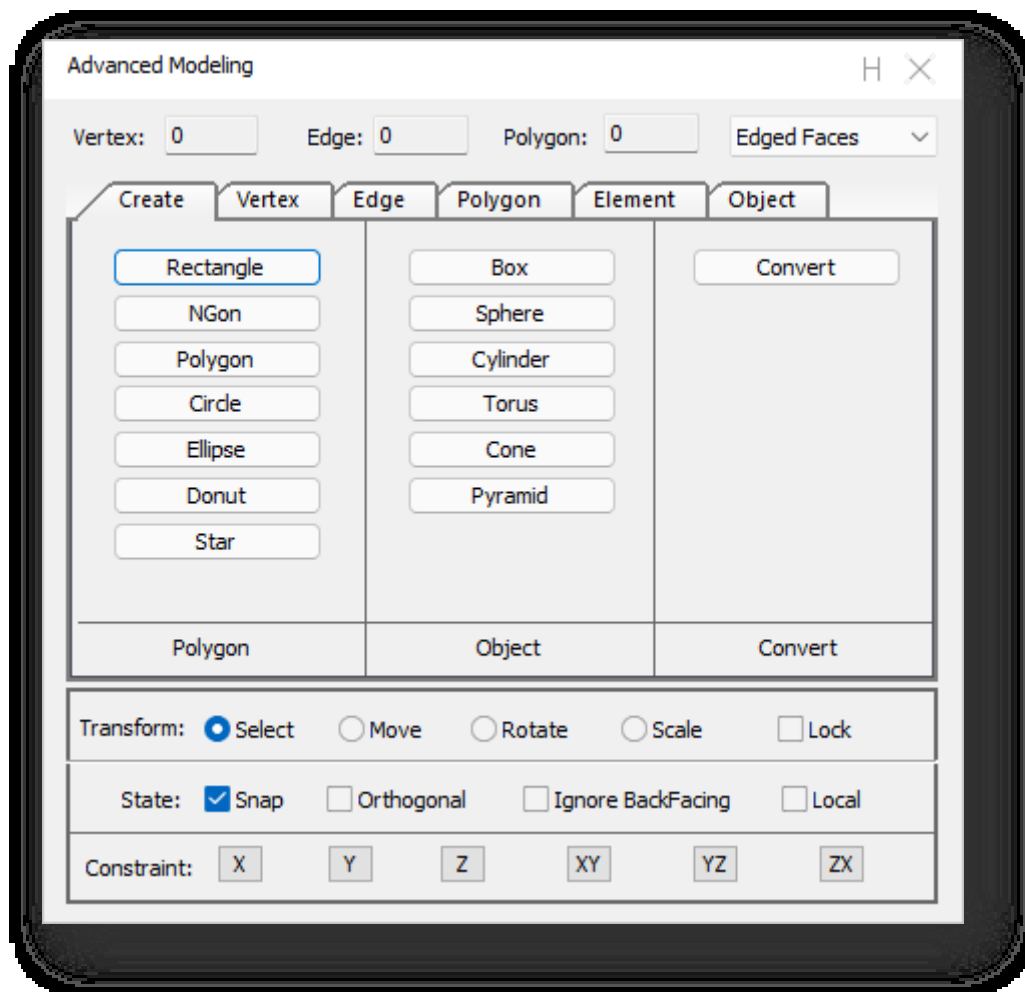 Advanced Modeling H
Vertex: 0 Edge: 0 Polygon: 0 Edged Faces
Create Vertex Edge Polygon Element Object
Rectangle Box Convert
NGon Sphere
Polygon Cylinder
Circle Torus
Ellipse Cone
Donut Pyramid
Star
Polygon Object Convert
Transform: Select Move Rotate Scale Lock
State: Snap Orthogonal Ignore BackFacing Local
Constraint: X Y Z XY YZ ZX